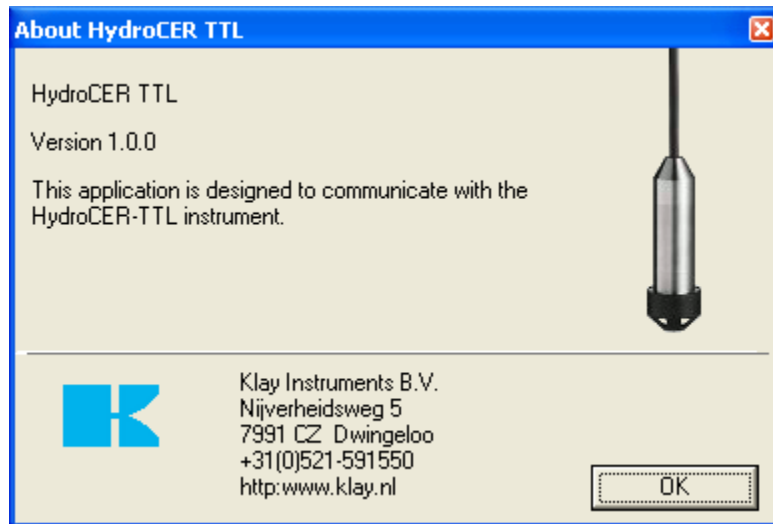 About HydroCER TTL
HydroCER TTL
Version 1.0.0
This application is designed to communicate with the
HydroCER-TTL instrument.
Klay Instruments B.V.
Nijverheidsweg 5
7991 CZ  Dwingeloo
+31(0)521-591550
http:www.klay.nl
OK